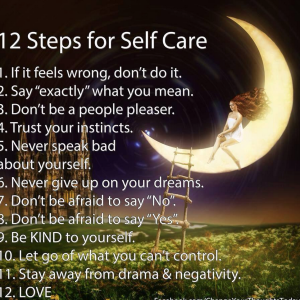 12 Steps for Self Care
1. If it feels wrong, don't do it.
2. Say "exactly" what you mean.
3. Don't be a people pleaser.
4. Trust your instincts.
5. Never speak bad
about yourself.
6. Never give up on your dreams.
7. Don't be afraid to say "No".
8. Don't be afraid to say "Yes".
9. Be KIND to yourself.
10. Let go of what you can't control.
11. Stay away from drama & negativity.
12. LOVE